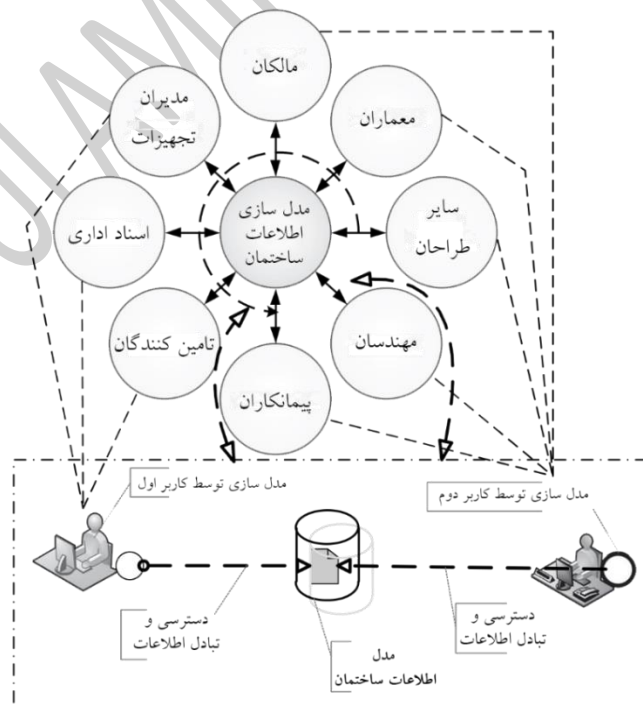 مالکان
مدیران
تجهیزات
معماران
اسناد اداری
مدل سازی
اطلاعات
ساختمان
سایر
طراحان
تامین کنندگان
مهندسان
پیمانکاران
مدل سازی توسط کاربر اول
مدل سازی توسط کاربر دوم
دسترسی و
تبادل اطلاعات
دسترسی و
تبادل اطلاعات
مدل
اطلاعات ساختمان